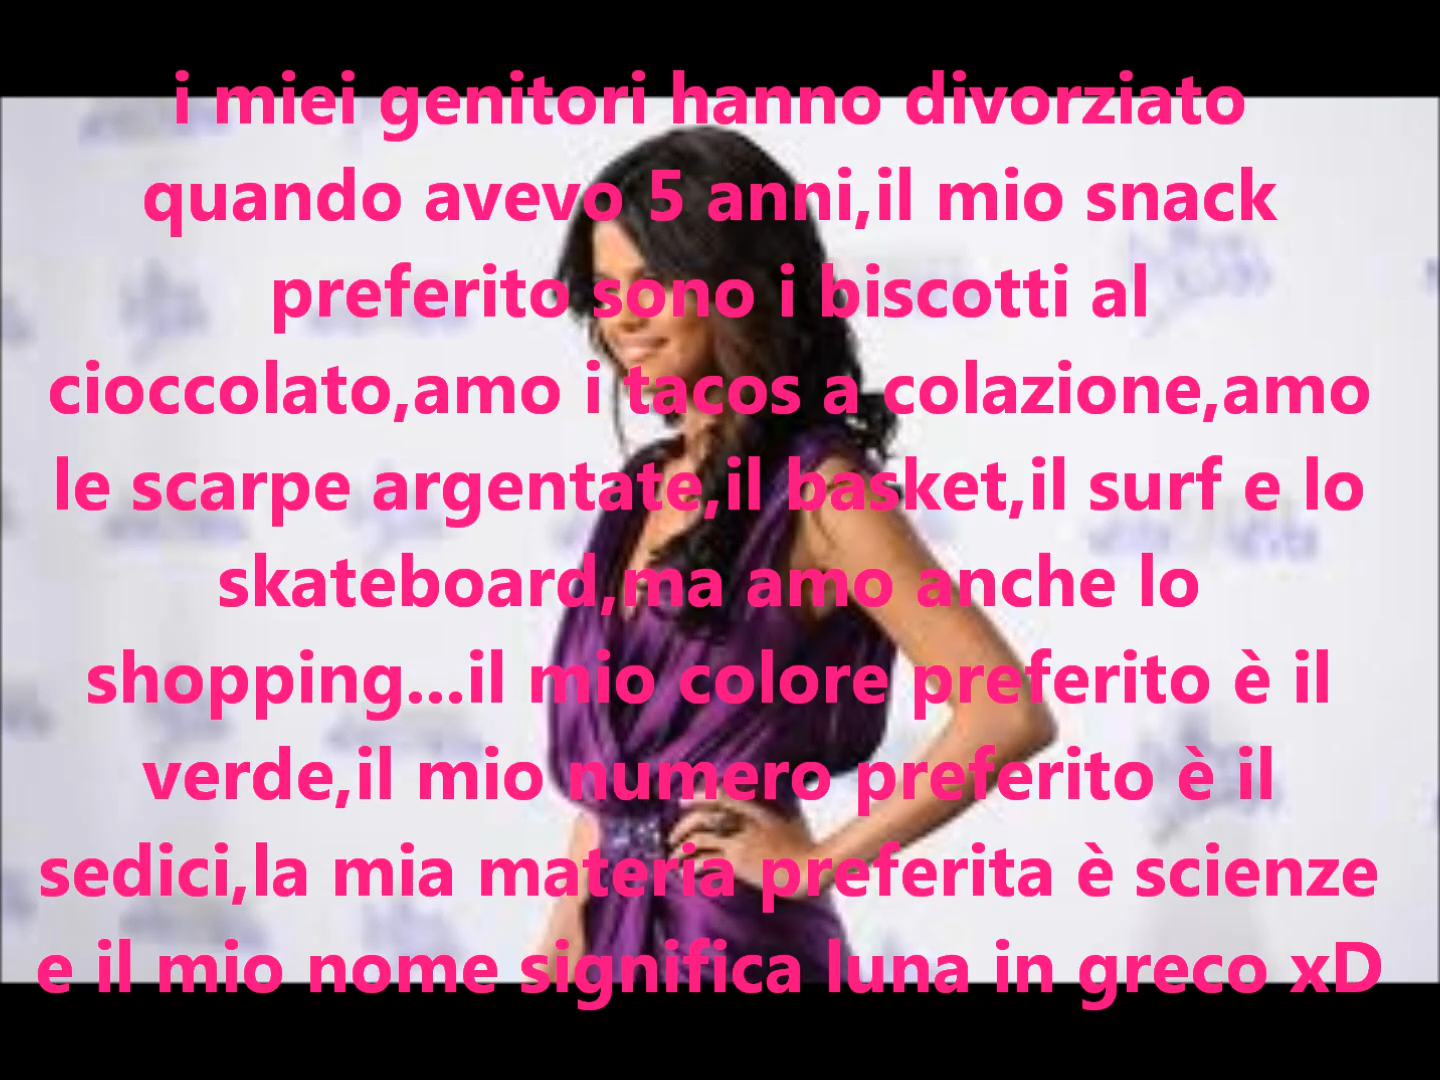 i miei genitori hanno divorziato
quando avevo 5 anni,il mio snack
preferito sono i biscotti al
cioccolato,amo i tacos a colazione,amo
le scarpe argentate,il basket,il surf e lo
skateboard,ma amo anche lo
shopping...il mio colore preferito è il
verde,il mio numero preferito è il
sedici,la mia materia preferita è scienze
e il mio nome significa luna in greco xD